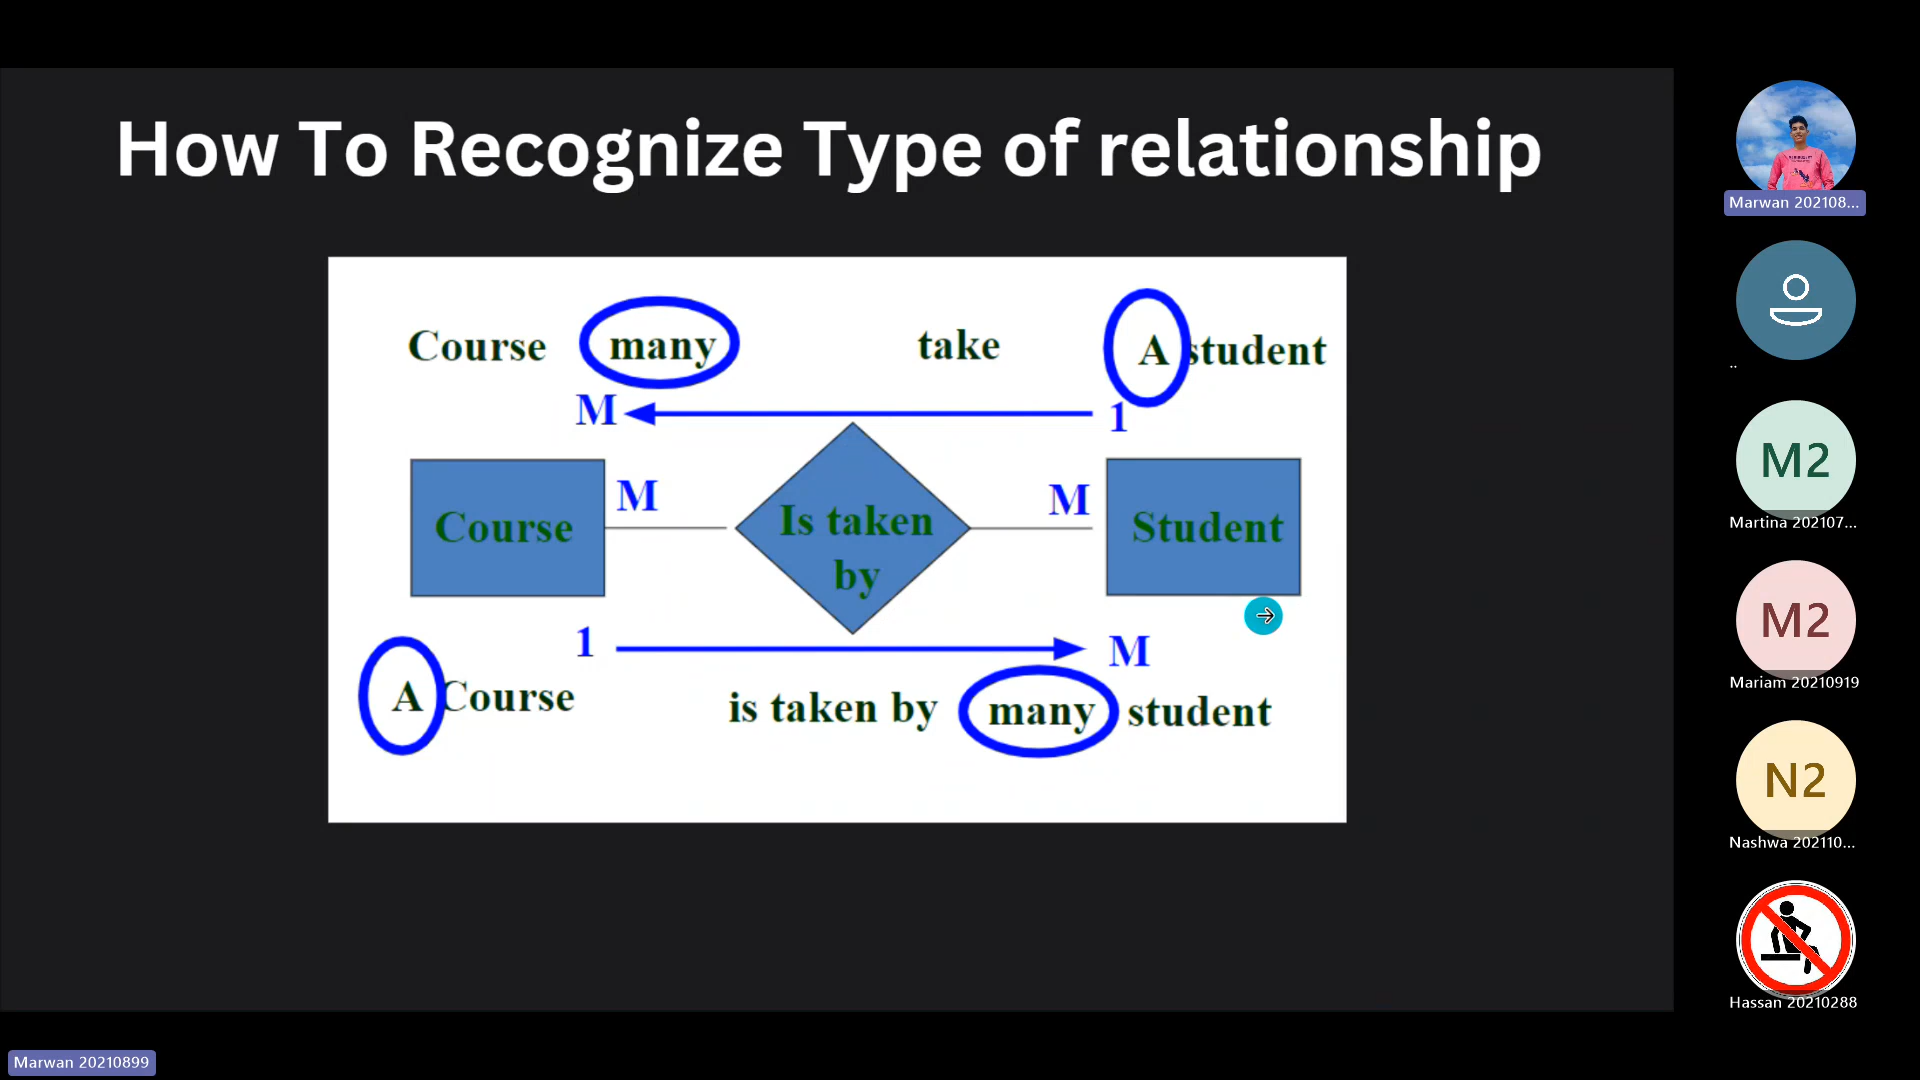 How To Recognize Type of relationship
Course many take A student
M 1
M M
Course Is taken by Student
1 M
A Course is taken by many student
Marwan 202108...
..
M2
Martina 202107...
M2
Mariam 20210919
N2
Nashwa 202110...
Hassan 20210288
Marwan 20210899